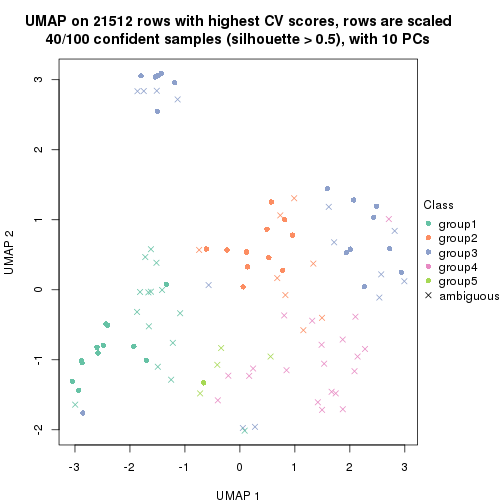 UMAP on 21512 rows with highest CV scores, rows are scaled
40/100 confident samples (silhouette > 0.5), with 10 PCs
3
2
1
0
-1
-2
UMAP 2
-3
-2
-1
0
1
2
3
UMAP 1
Class
group1
group2
group3
group4
group5
ambiguous